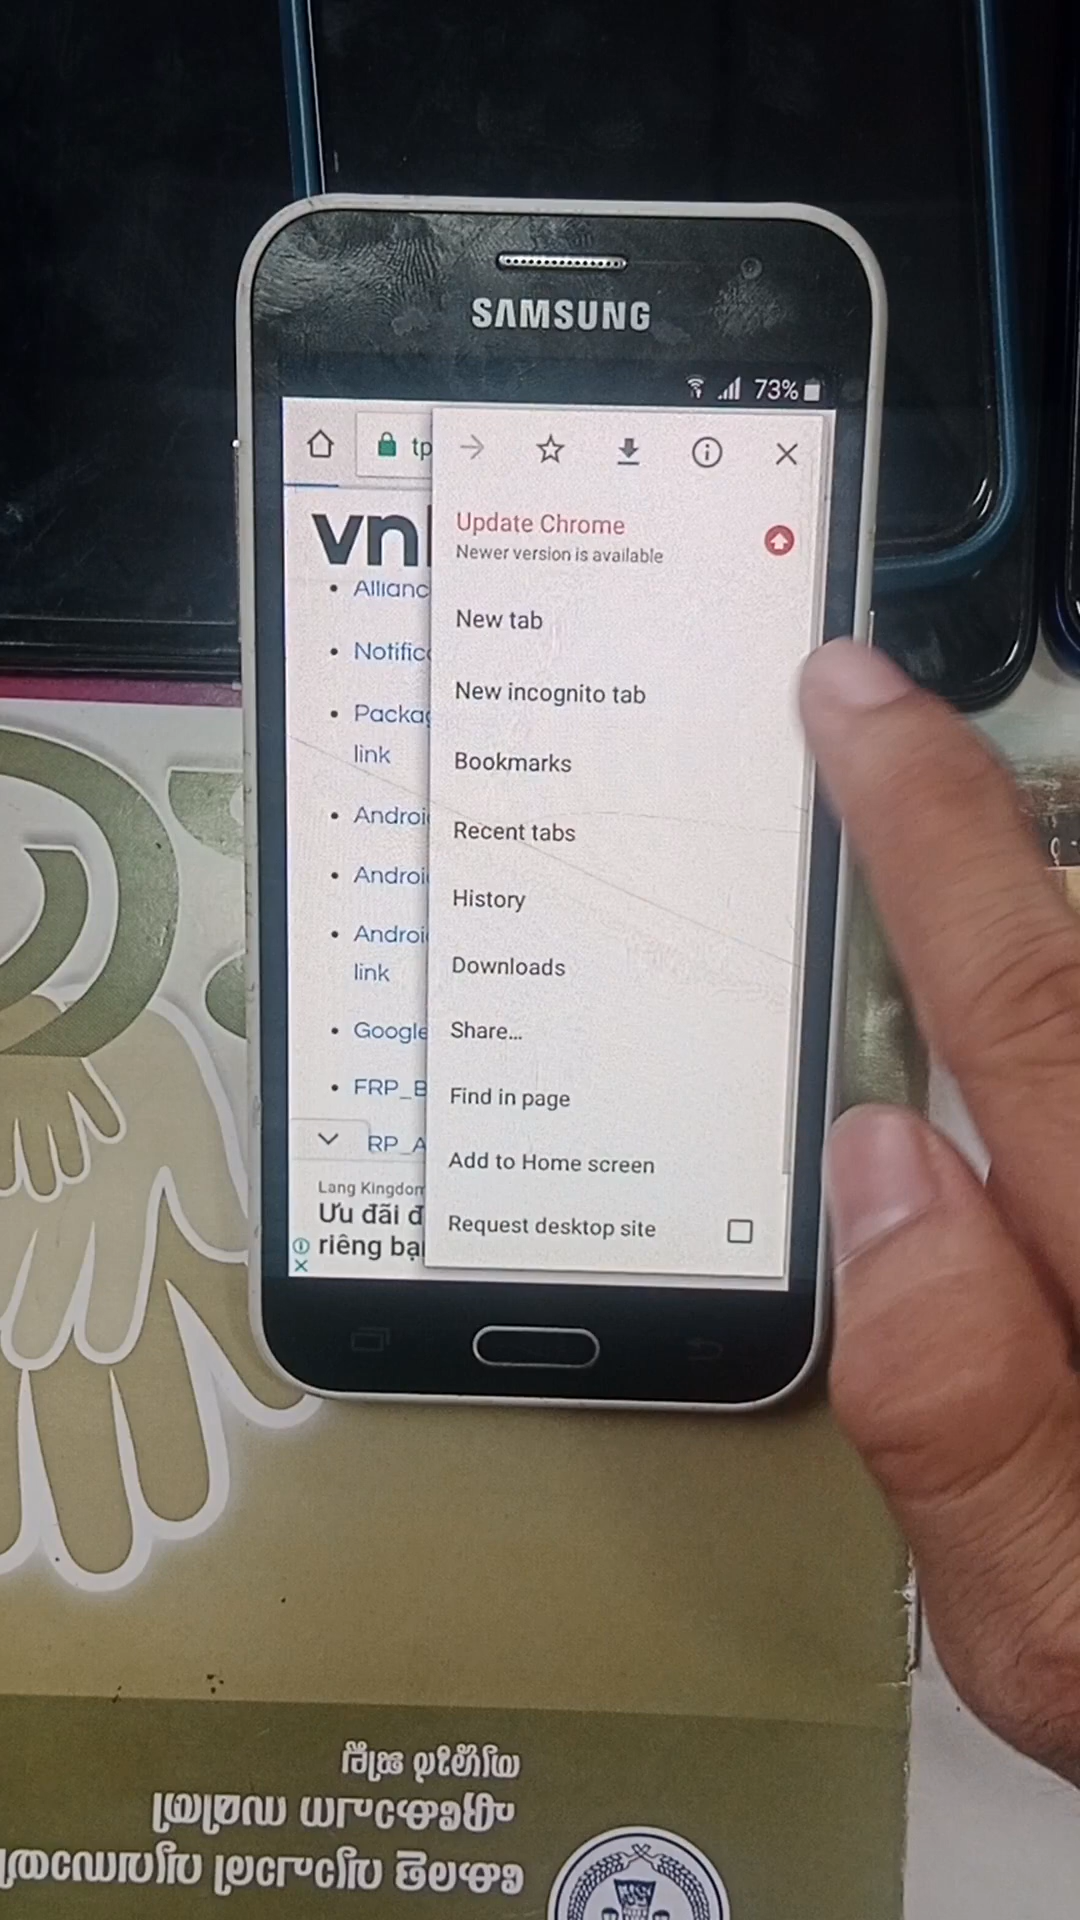 SAMSUNG
73%
tp
Update Chrome
Newer version is available
New tab
New incognito tab
Bookmarks
Recent tabs
History
Downloads
Share...
Find in page
Add to Home screen
Request desktop site
vn
Allianc
Notific
Packag
link
Androi
Androi
Androi
link
Google
FRP_B
RP_A
Lang Kingdom
Ưu đãi đ
riêng bạ